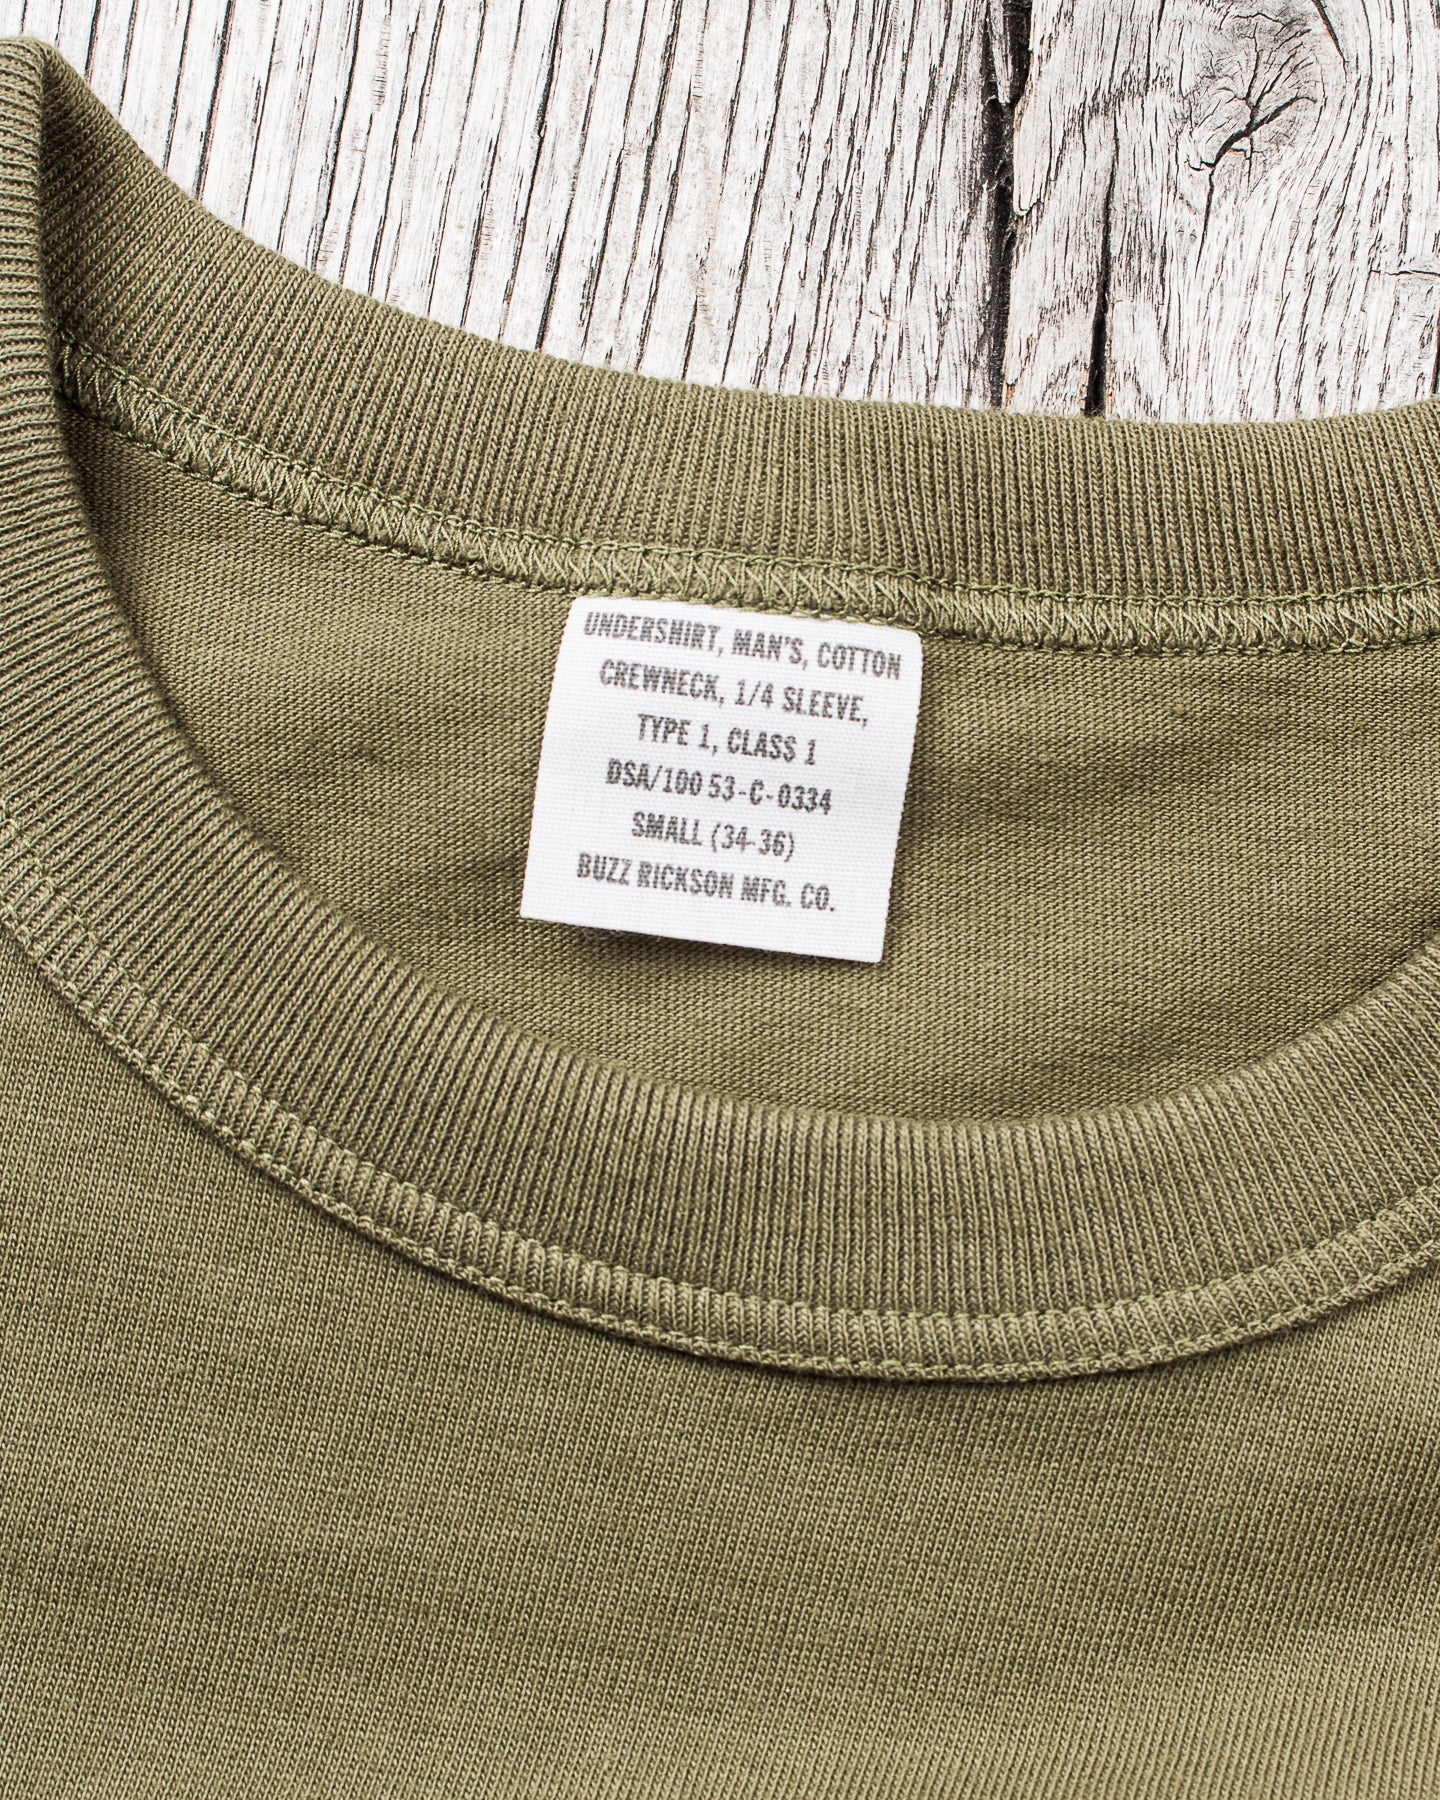 UNDERSHIRT, MAN'S, COTTON
CREWNECK, 1/4 SLEEVE,
TYPE 1, CLASS 1
DSA/100 53-C-0334
SMALL (34-36)
BUZZ RICKSON MFG. CO.